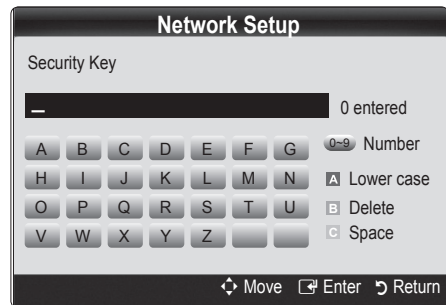 Network Setup
Security Key
0 entered
A B C D E F G 0~9 Number
H I J K L M N A Lower case
O P Q R S T U B Delete
V W X Y Z C Space
Move Enter Return